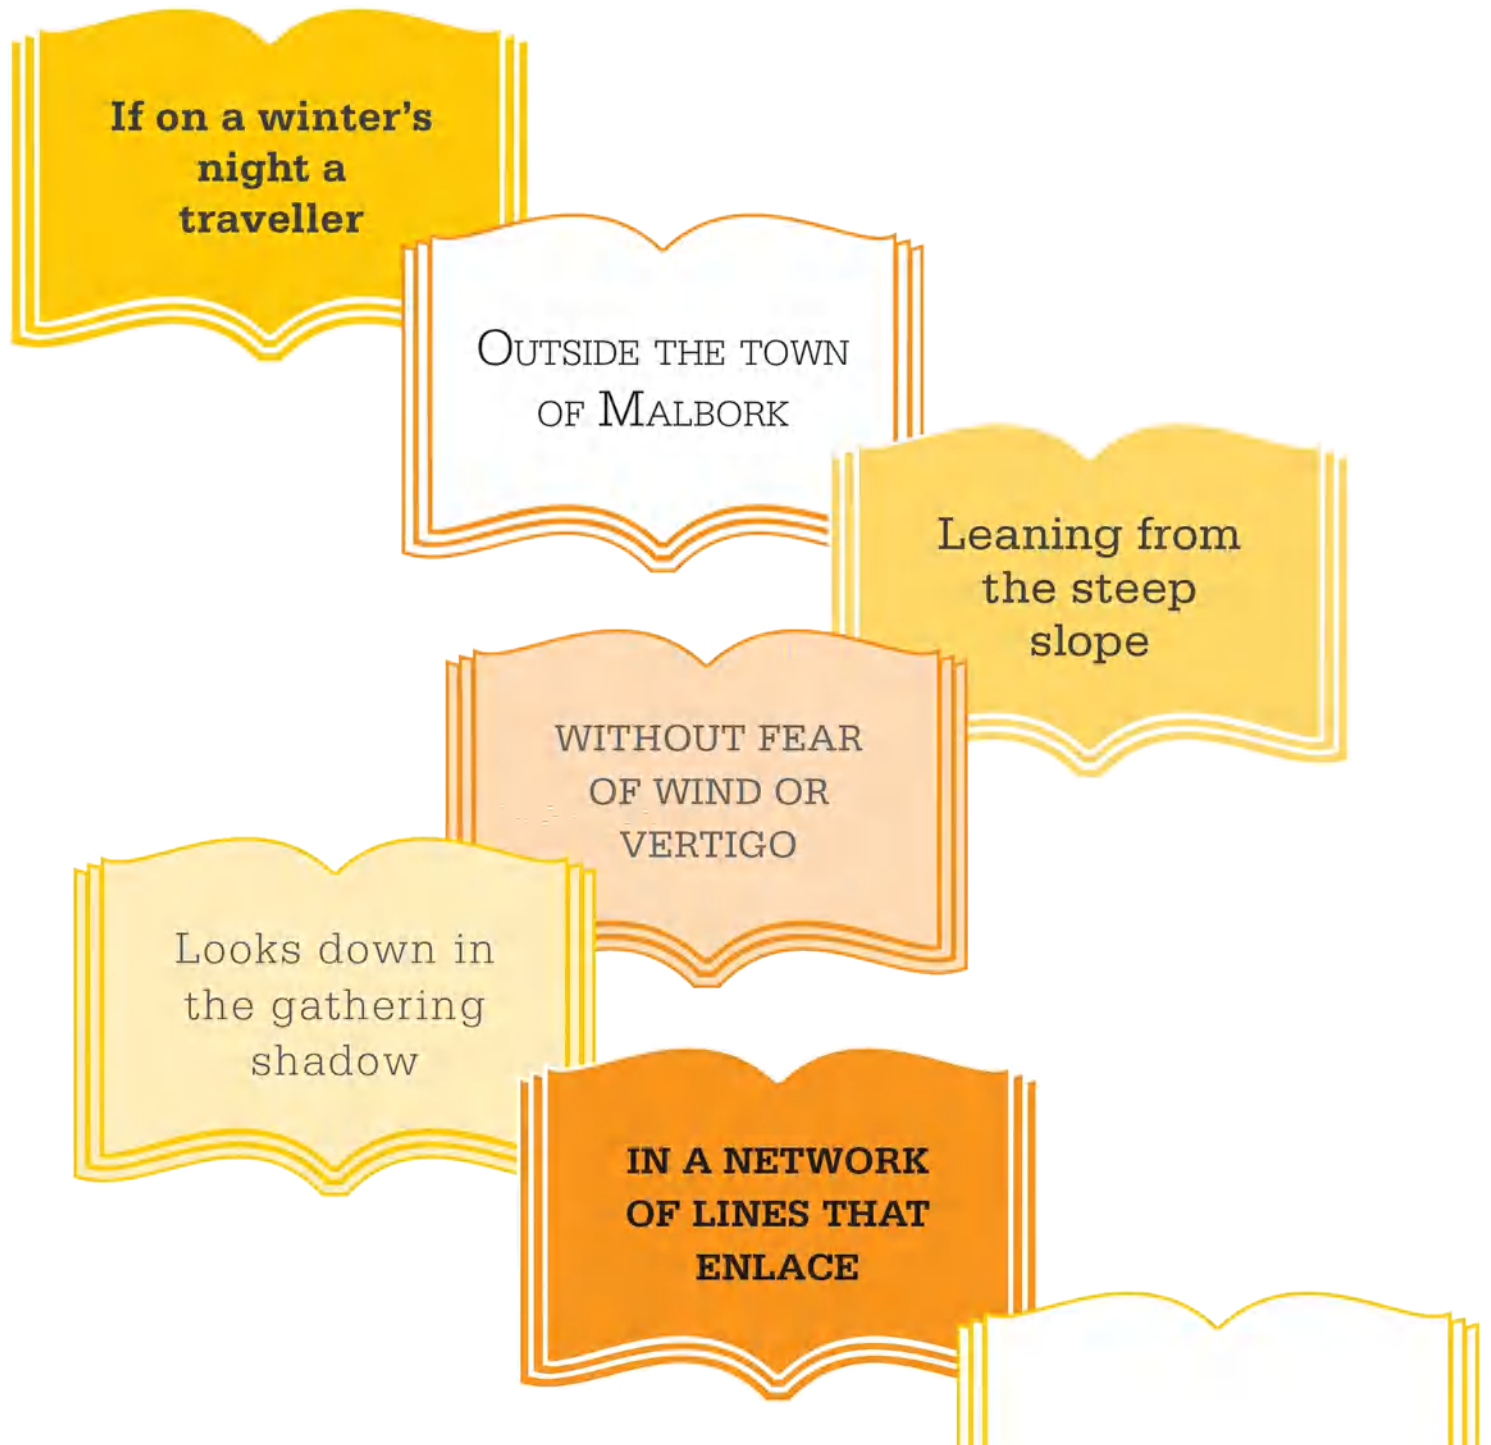 If on a winter's
night a
traveller
OUTSIDE THE TOWN
OF MALBORK
Leaning from
the steep
slope
WITHOUT FEAR
OF WIND OR
VERTIGO
Looks down in
the gathering
shadow
IN A NETWORK
OF LINES THAT
ENLACE